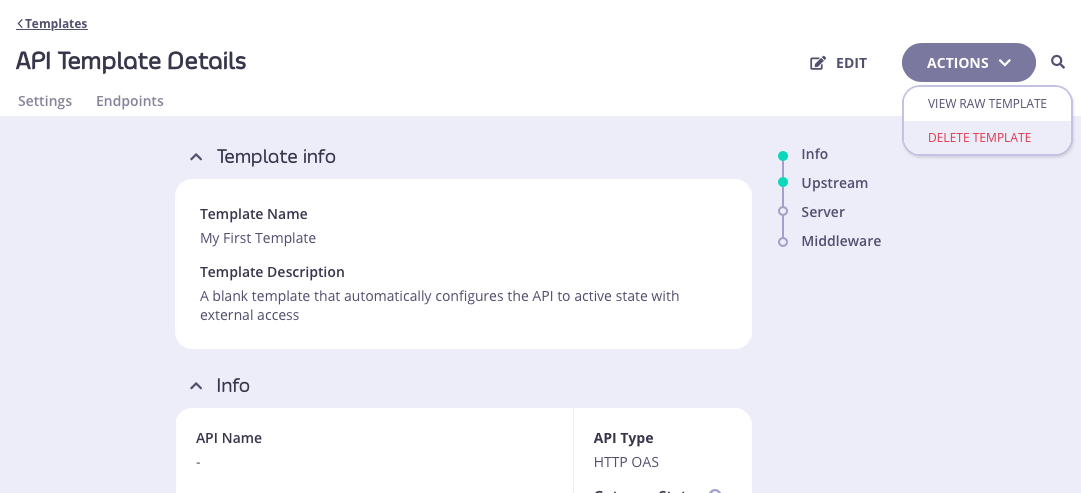 Templates
API Template Details
EDIT
ACTIONS
VIEW RAW TEMPLATE
DELETE TEMPLATE
Settings
Endpoints
Template info
Template Name
My First Template
Template Description
A blank template that automatically configures the API to active state with
external access
Info
Upstream
Server
Middleware
Info
API Name
-
API Type
HTTP OAS